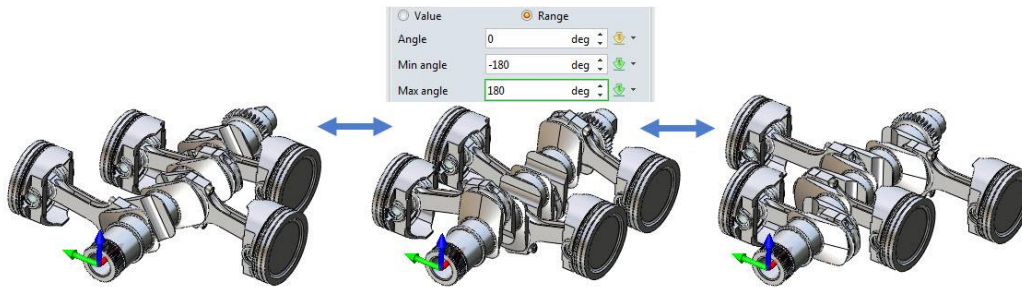 Value Range
Angle 0 deg
Min angle -180 deg
Max angle 180 deg